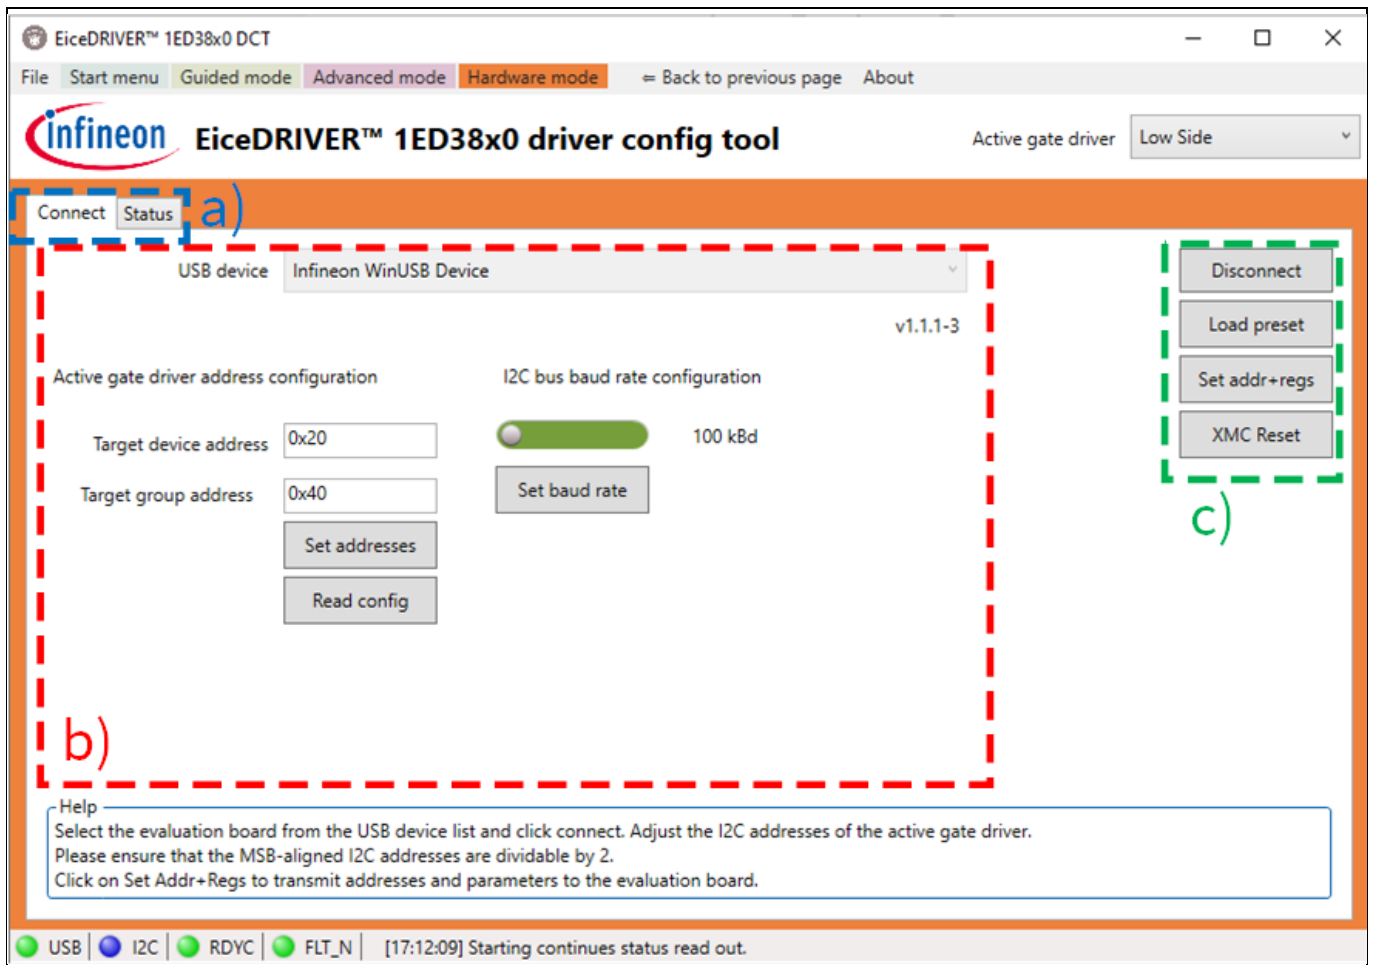 EiceDRIVER™ 1ED38x0 DCT
File Start menu Guided mode Advanced mode Hardware mode ⇐ Back to previous page About
infineon EiceDRIVER™ 1ED38x0 driver config tool Active gate driver Low Side
Connect Status a)
USB device Infineon WinUSB Device Disconnect
v1.1.1-3 Load preset
Active gate driver address configuration I2C bus baud rate configuration Set addr+regs
Target device address 0x20 100 kBd XMC Reset
Target group address 0x40 Set baud rate c)
Set addresses
Read config
b)
Help
Select the evaluation board from the USB device list and click connect. Adjust the I2C addresses of the active gate driver.
Please ensure that the MSB-aligned I2C addresses are dividable by 2.
Click on Set Addr+Regs to transmit addresses and parameters to the evaluation board.
USB I2C RDYC FLT_N [17:12:09] Starting continues status read out.